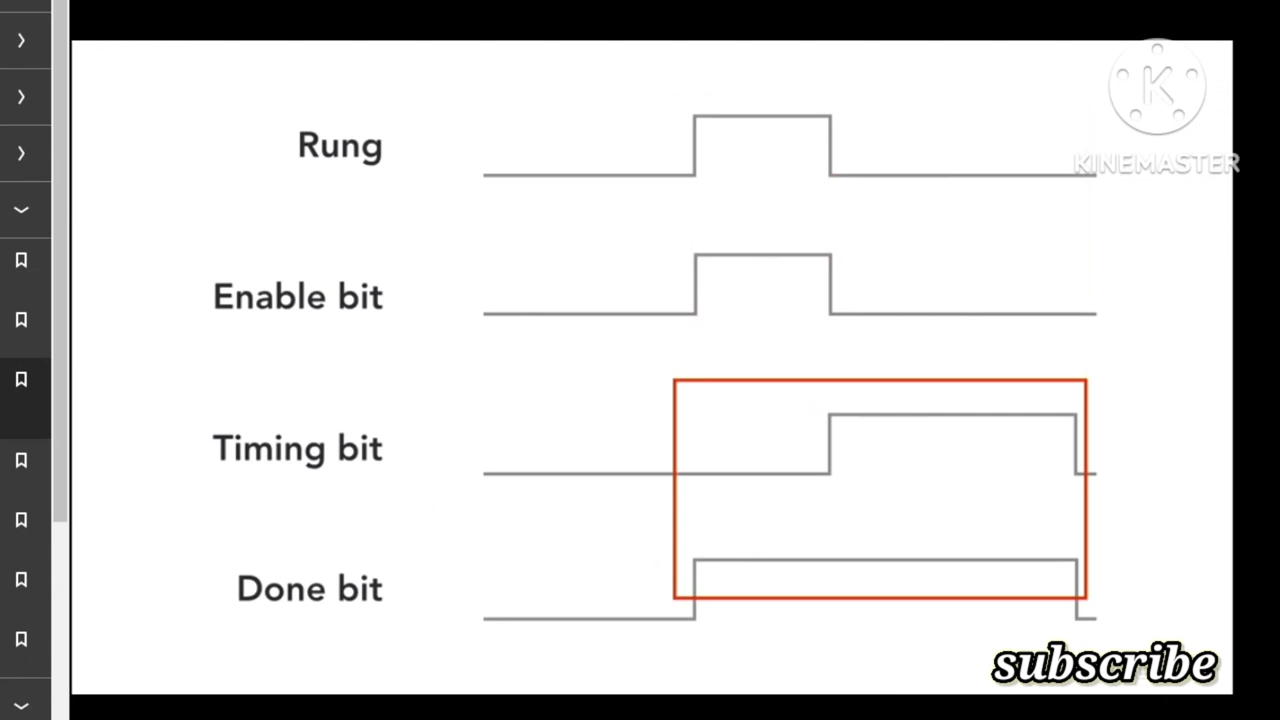 Rung
KINEMASTER
Enable bit
Timing bit
Done bit
subscribe